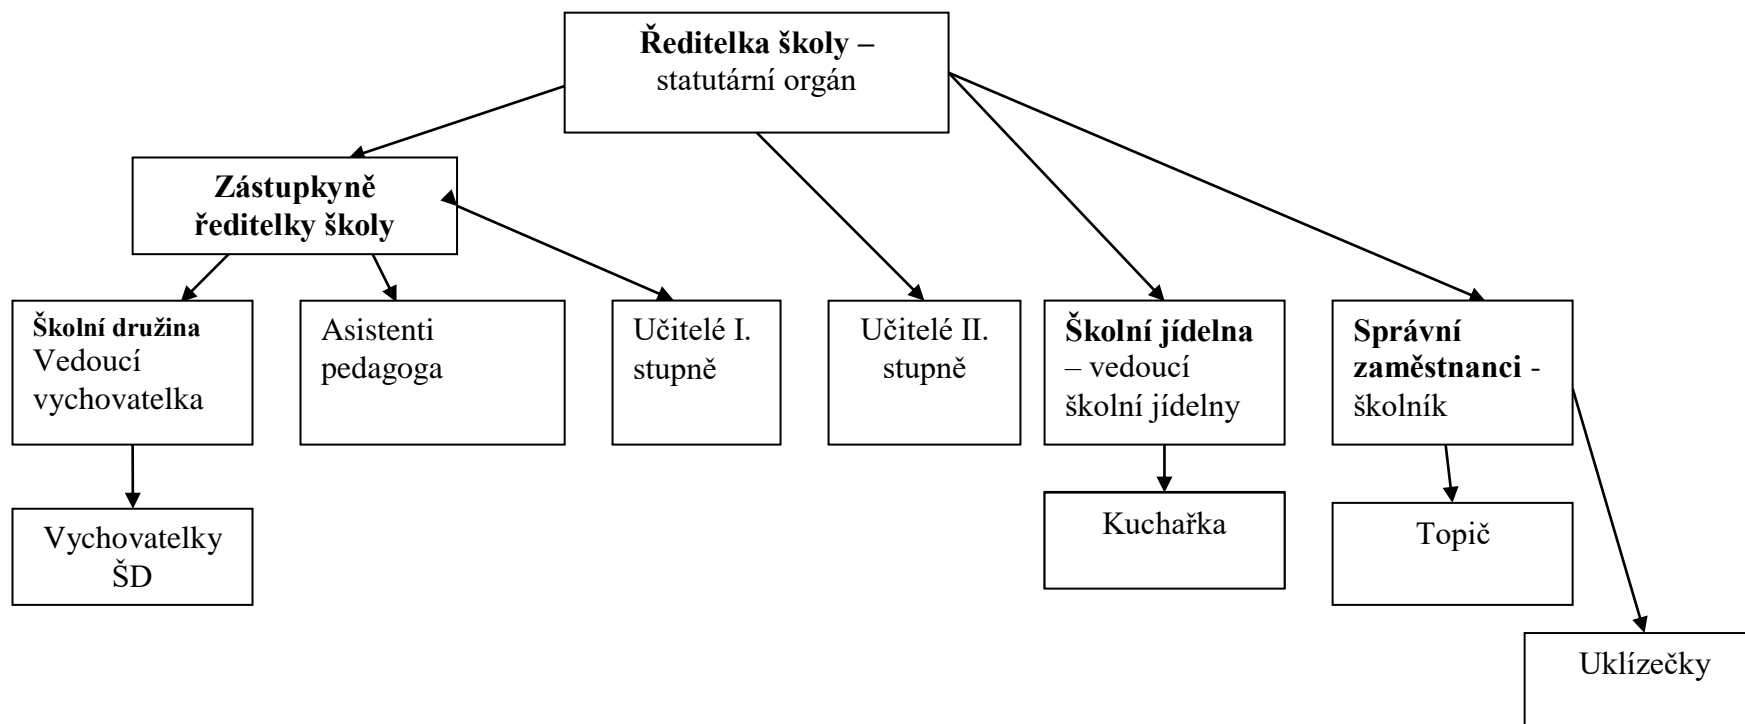 Ředitelka školy –
statutární orgán
Zástupkyně
ředitelky školy
Školní družina
Vedoucí
vychovatelka
Asistenti
pedagoga
Učitelé I.
stupně
Učitelé II.
stupně
Školní jídelna
– vedoucí
školní jídelny
Správní
zaměstnanci -
školník
Vychovatelky
ŠD
Kuchařka
Topič
Uklízečky